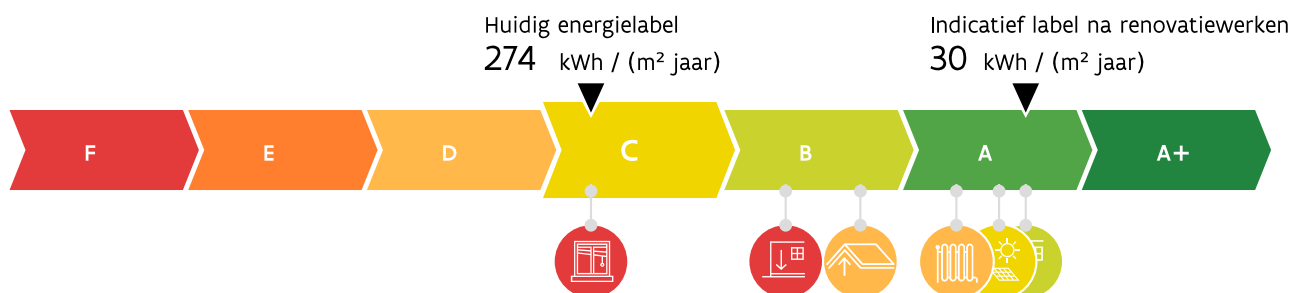 Huidig energielabel
274 kWh / (m² jaar)
Indicatief label na renovatiewerken
30 kWh / (m² jaar)
F E D C B A A+